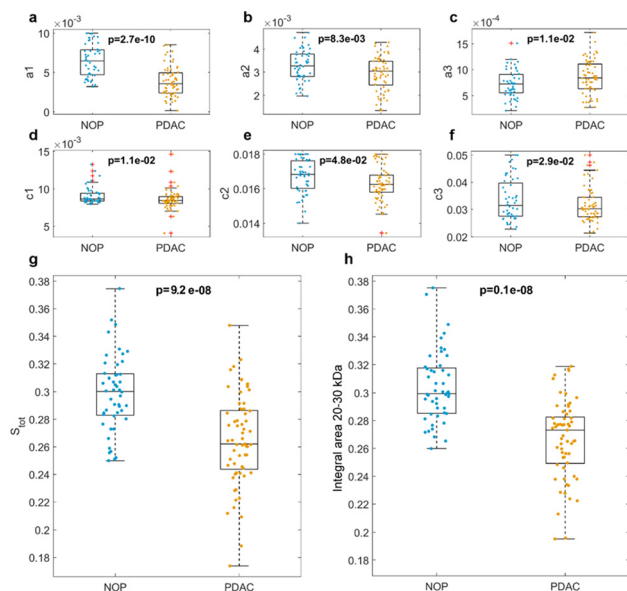 a b c
×10⁻³ ×10⁻³ ×10⁻⁴
p=2.7e-10 p=8.3e-03 p=1.1e-02
a1 a2 a3
10 5 0
4 2
15 10 5
NOP PDAC NOP PDAC NOP PDAC
d e f
×10⁻³
p=1.1e-02 p=4.8e-02 p=2.9e-02
c1 c2 c3
15 10 5
0.018 0.016 0.014
0.05 0.04 0.03 0.02
NOP PDAC NOP PDAC NOP PDAC
g h
p=9.2 e-08 p=0.1e-08
S_tot
Integral area 20-30 kDa
0.38 0.38
0.36 0.36
0.34 0.34
0.32 0.32
0.3 0.3
0.28 0.28
0.26 0.26
0.24 0.24
0.22 0.22
0.2 0.2
0.18 0.18
NOP PDAC NOP PDAC